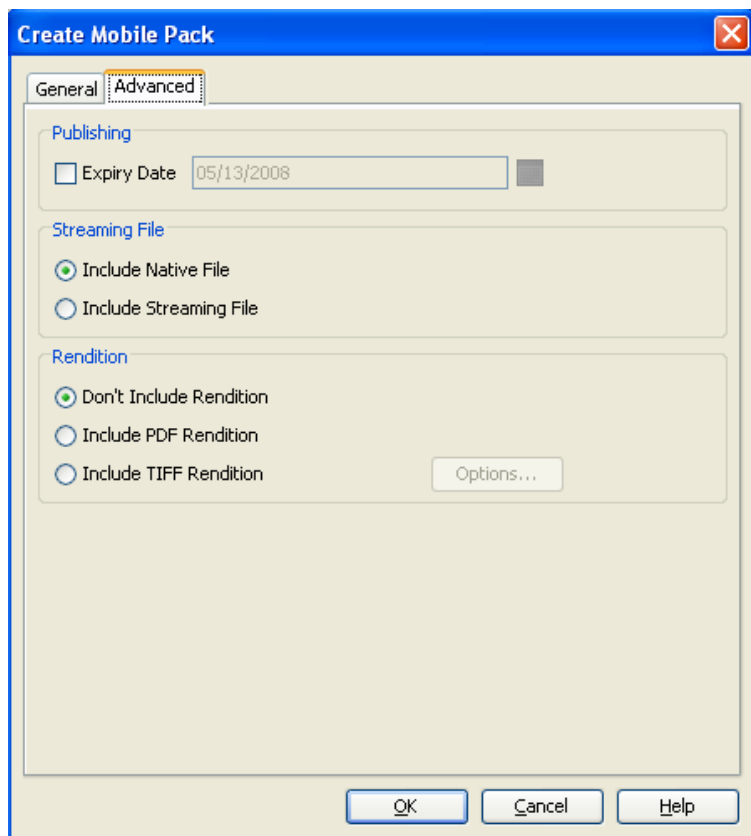 Create Mobile Pack
General Advanced
Publishing
Expiry Date 05/13/2008
Streaming File
Include Native File
Include Streaming File
Rendition
Don't Include Rendition
Include PDF Rendition
Include TIFF Rendition Options...
OK Cancel Help